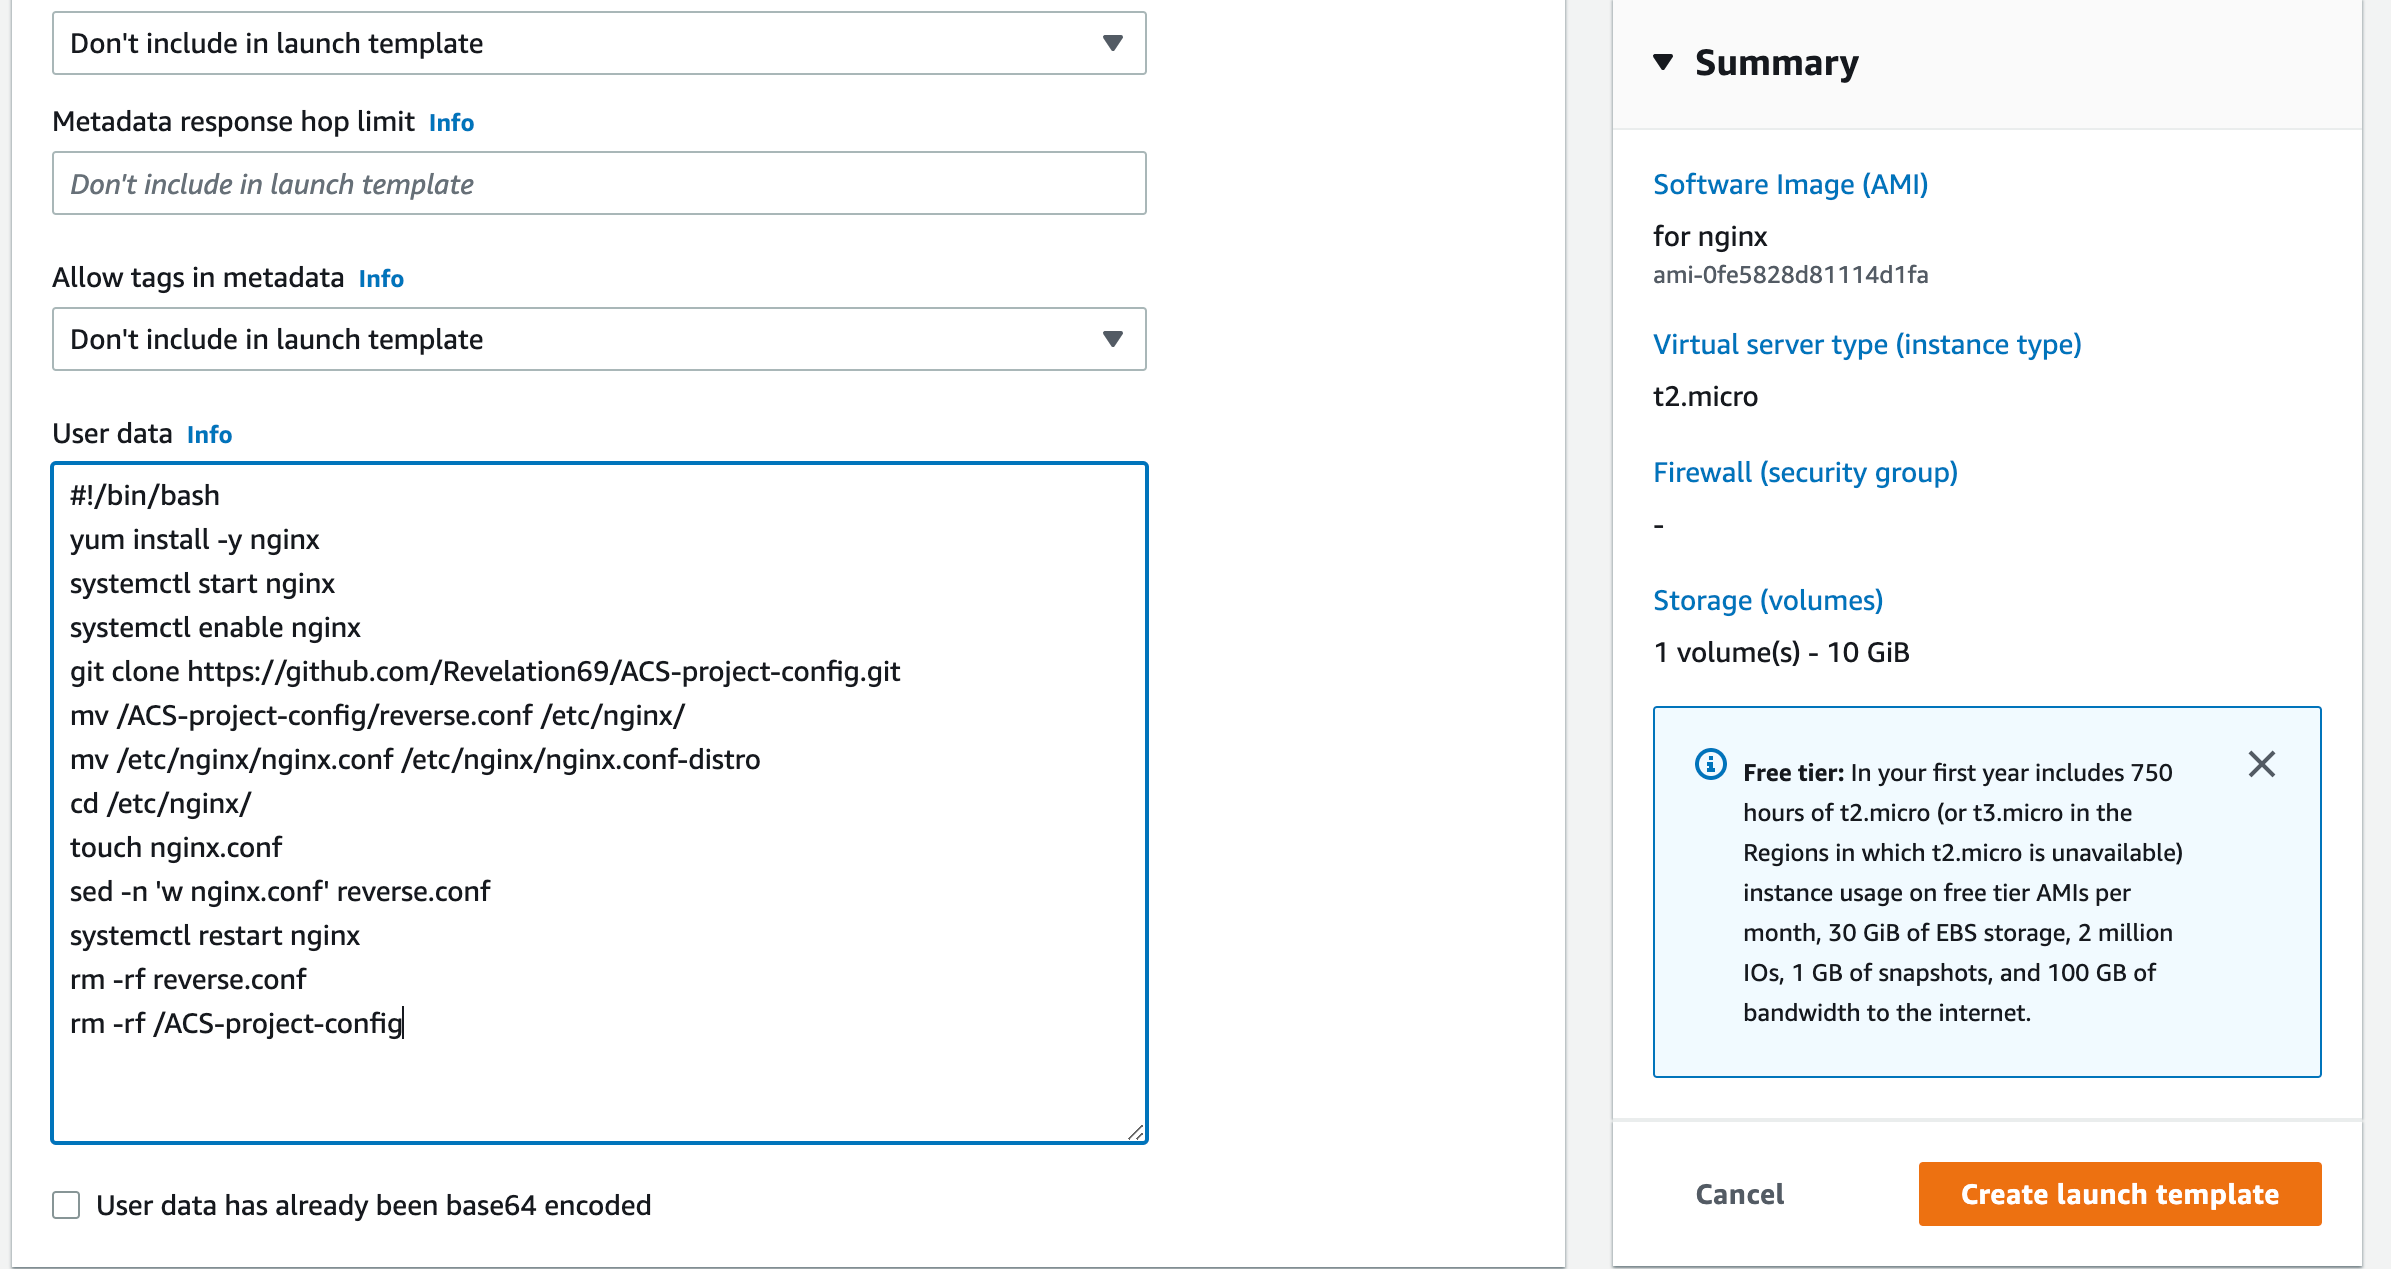 Don't include in launch template
Metadata response hop limit Info
Don't include in launch template
Allow tags in metadata Info
Don't include in launch template
User data Info
#!/bin/bash
yum install -y nginx
systemctl start nginx
systemctl enable nginx
git clone https://github.com/Revelation69/ACS-project-config.git
mv /ACS-project-config/reverse.conf /etc/nginx/
mv /etc/nginx/nginx.conf /etc/nginx/nginx.conf-distro
cd /etc/nginx/
touch nginx.conf
sed -n 'w nginx.conf' reverse.conf
systemctl restart nginx
rm -rf reverse.conf
rm -rf /ACS-project-config
User data has already been base64 encoded
Summary
Software Image (AMI)
for nginx
ami-0fe5828d81114d1fa
Virtual server type (instance type)
t2.micro
Firewall (security group)
-
Storage (volumes)
1 volume(s) - 10 GiB
Free tier: In your first year includes 750
hours of t2.micro (or t3.micro in the
Regions in which t2.micro is unavailable)
instance usage on free tier AMIs per
month, 30 GiB of EBS storage, 2 million
IOs, 1 GB of snapshots, and 100 GB of
bandwidth to the internet.
Cancel
Create launch template